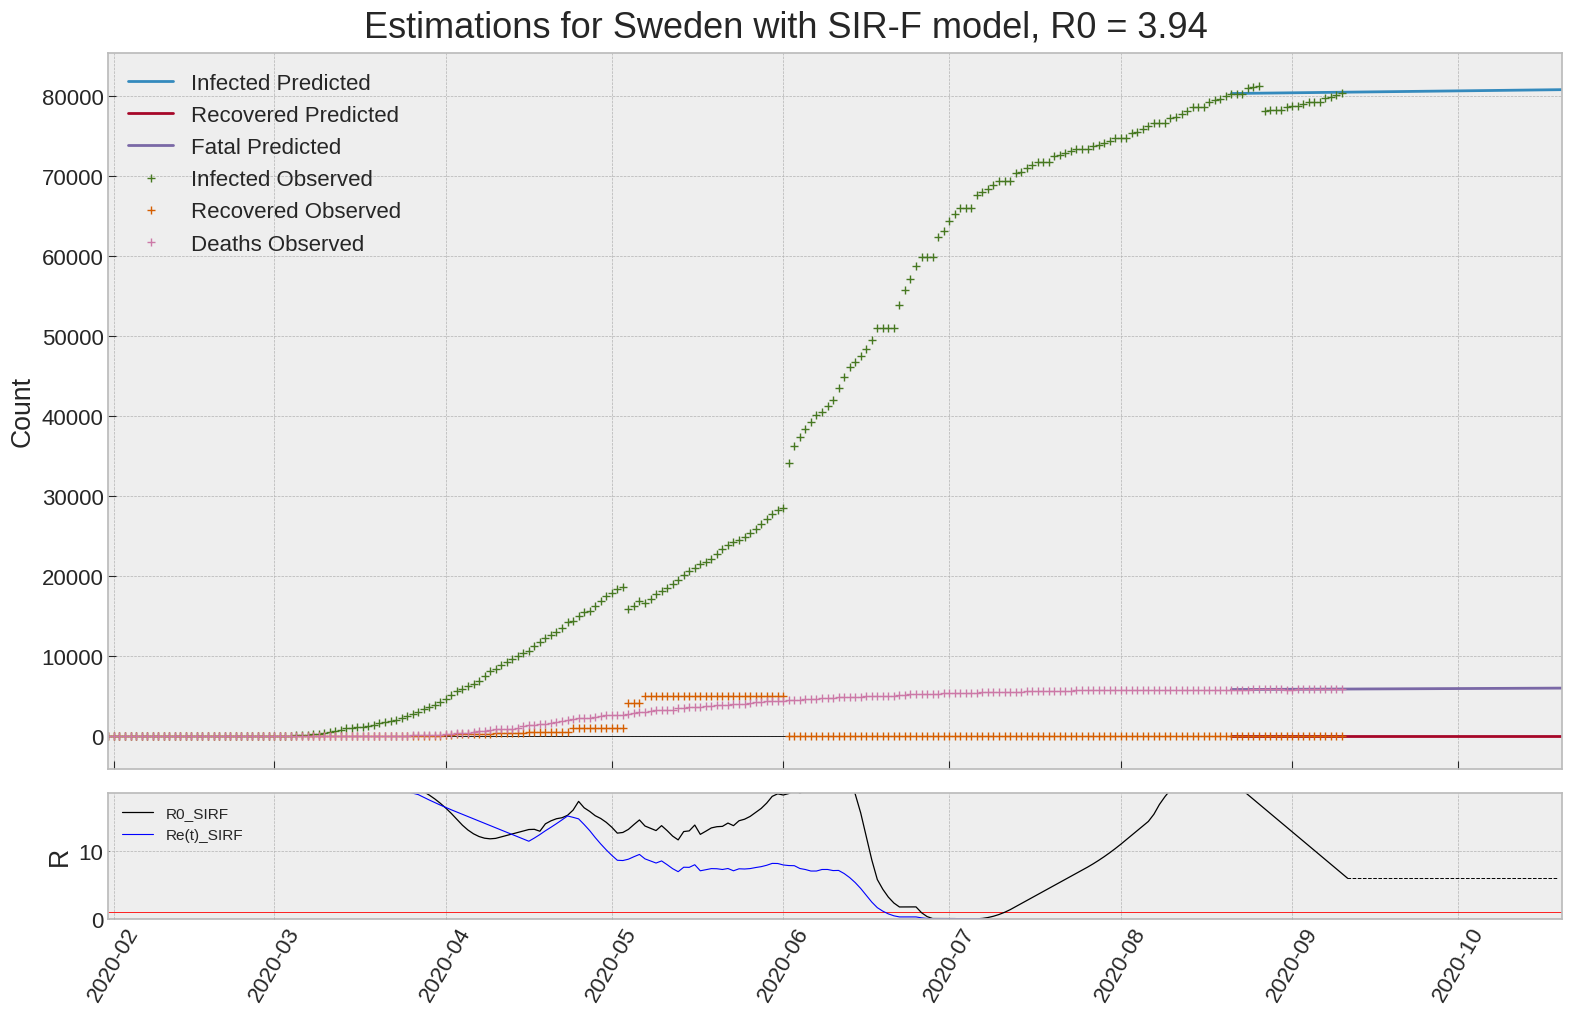 Estimations for Sweden with SIR-F model, R0 = 3.94
Infected Predicted
Recovered Predicted
Fatal Predicted
Infected Observed
Recovered Observed
Deaths Observed
80000
70000
60000
50000
40000
30000
20000
10000
0
Count
R0_SIRF
Re(t)_SIRF
10
0
R
2020-02
2020-03
2020-04
2020-05
2020-06
2020-07
2020-08
2020-09
2020-10